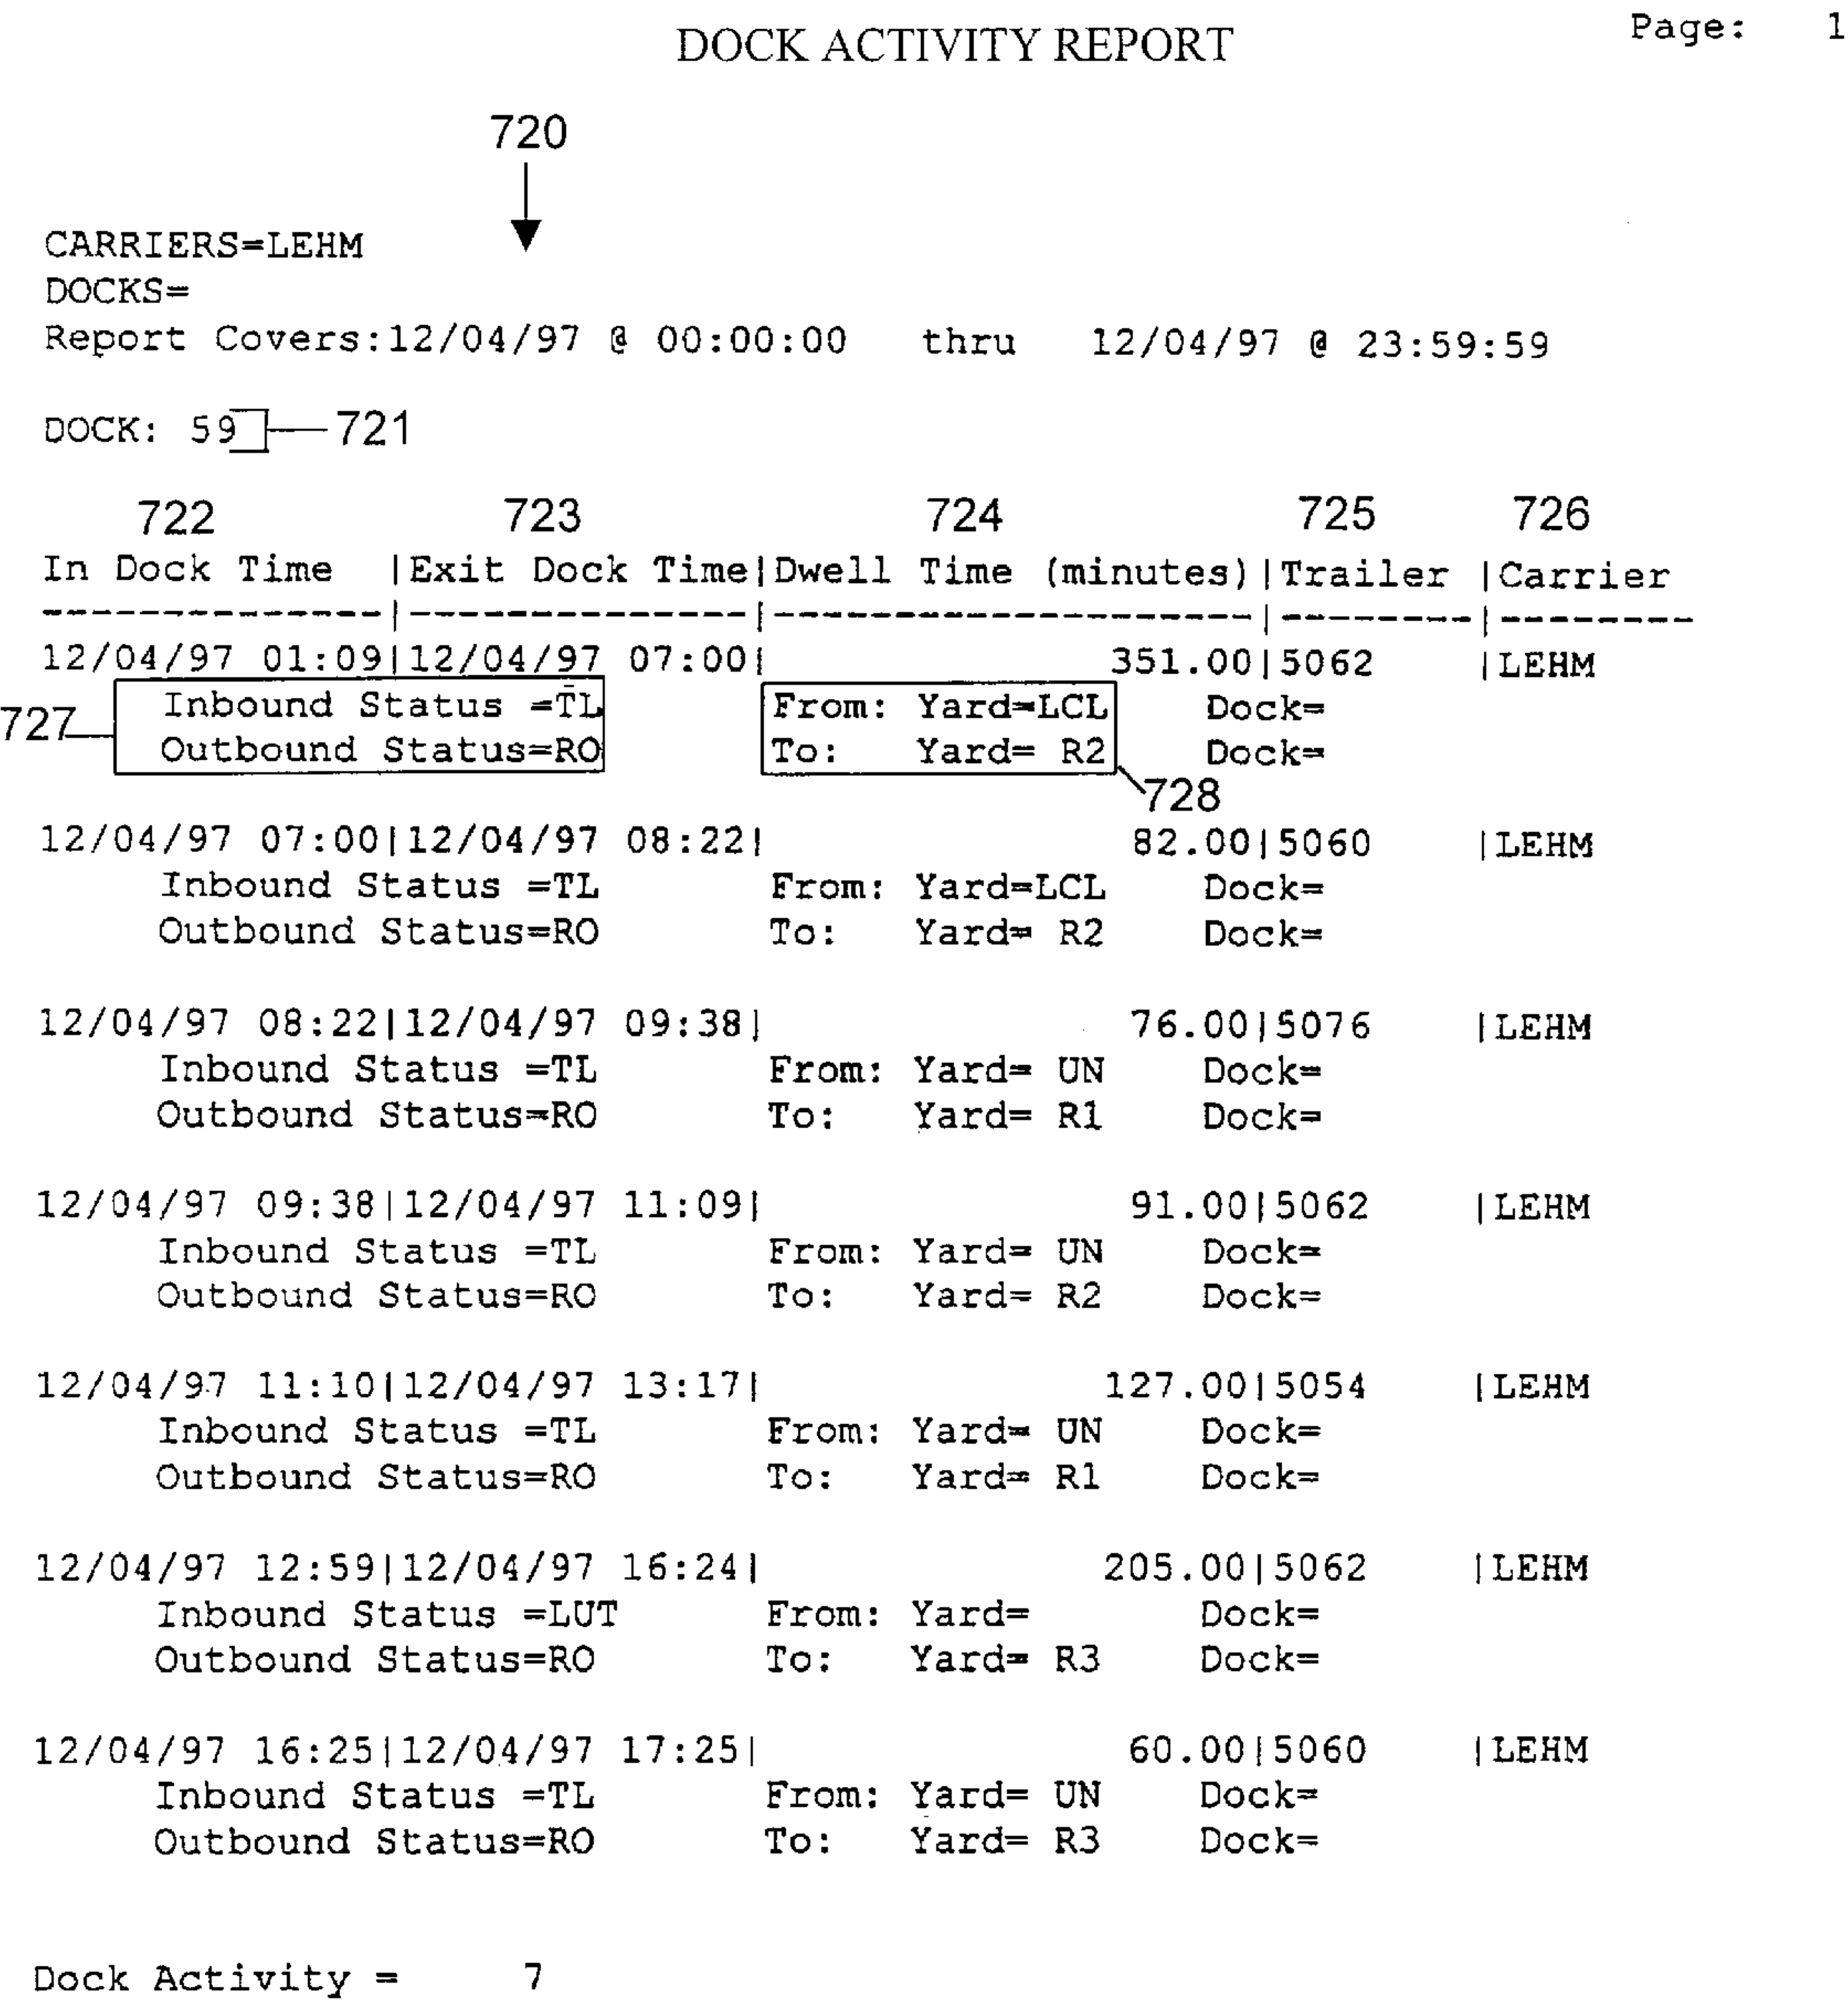 Page: 1
DOCK ACTIVITY REPORT
720
CARRIERS=LEHM
DOCKS=
Report Covers:12/04/97 @ 00:00:00 thru 12/04/97 @ 23:59:59
DOCK: 59 721
722 723 724 725 726
In Dock Time |Exit Dock Time|Dwell Time (minutes)|Trailer |Carrier
--------------|--------------|--------------------|--------|--------
12/04/97 01:09|12/04/97 07:00| 351.00|5062 |LEHM
727 Inbound Status =TL From: Yard=LCL Dock=
Outbound Status=RO To: Yard= R2 Dock=
728
12/04/97 07:00|12/04/97 08:22| 82.00|5060 |LEHM
Inbound Status =TL From: Yard=LCL Dock=
Outbound Status=RO To: Yard= R2 Dock=
12/04/97 08:22|12/04/97 09:38| 76.00|5076 |LEHM
Inbound Status =TL From: Yard= UN Dock=
Outbound Status=RO To: Yard= R1 Dock=
12/04/97 09:38|12/04/97 11:09| 91.00|5062 |LEHM
Inbound Status =TL From: Yard= UN Dock=
Outbound Status=RO To: Yard= R2 Dock=
12/04/97 11:10|12/04/97 13:17| 127.00|5054 |LEHM
Inbound Status =TL From: Yard= UN Dock=
Outbound Status=RO To: Yard= R1 Dock=
12/04/97 12:59|12/04/97 16:24| 205.00|5062 |LEHM
Inbound Status =LUT From: Yard= Dock=
Outbound Status=RO To: Yard= R3 Dock=
12/04/97 16:25|12/04/97 17:25| 60.00|5060 |LEHM
Inbound Status =TL From: Yard= UN Dock=
Outbound Status=RO To: Yard= R3 Dock=
Dock Activity = 7